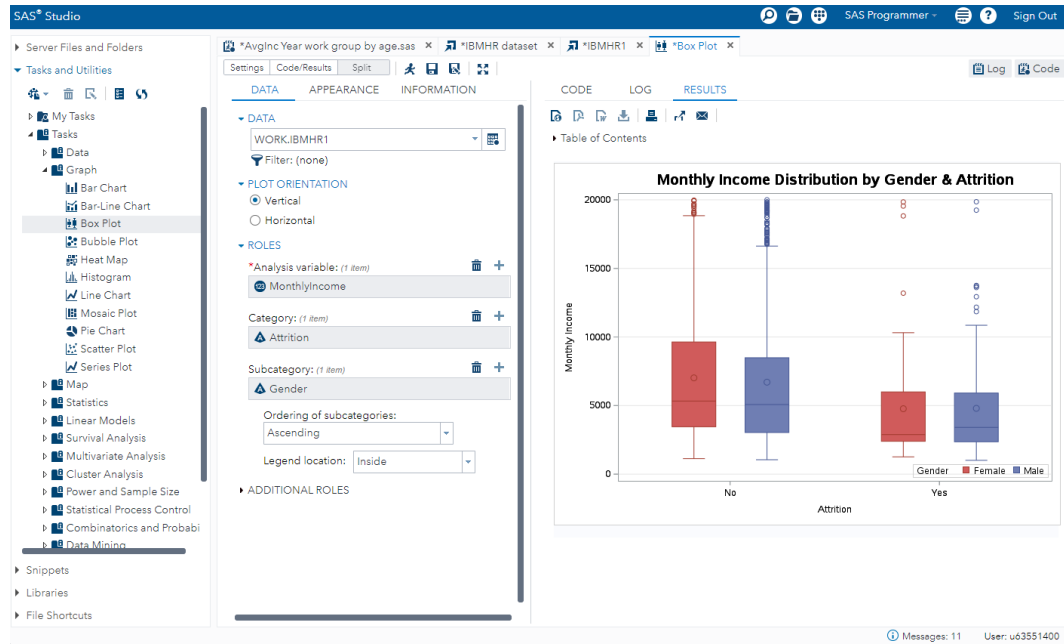 SAS® Studio
SAS Programmer
Sign Out
Server Files and Folders
Tasks and Utilities
My Tasks
Tasks
Data
Graph
Bar Chart
Bar-Line Chart
Box Plot
Bubble Plot
Heat Map
Histogram
Line Chart
Mosaic Plot
Pie Chart
Scatter Plot
Series Plot
Map
Statistics
Linear Models
Survival Analysis
Multivariate Analysis
Cluster Analysis
Power and Sample Size
Statistical Process Control
Combinatorics and Probabi
Data Mining
Snippets
Libraries
File Shortcuts
*AvgInc Year work group by age.sas × *IBMHR dataset × *IBMHR1 × *Box Plot ×
Settings Code/Results Split
Log Code
DATA APPEARANCE INFORMATION
DATA
WORK.IBMHR1
Filter: (none)
PLOT ORIENTATION
Vertical
Horizontal
ROLES
*Analysis variable: (1 item)
123 MonthlyIncome
Category: (1 item)
Attrition
Subcategory: (1 item)
Gender
Ordering of subcategories:
Ascending
Legend location: Inside
ADDITIONAL ROLES
CODE LOG RESULTS
Table of Contents
Monthly Income Distribution by Gender & Attrition
20000
15000
10000
5000
0
Monthly Income
Gender Female Male
No Yes
Attrition
Messages: 11 User: u63551400